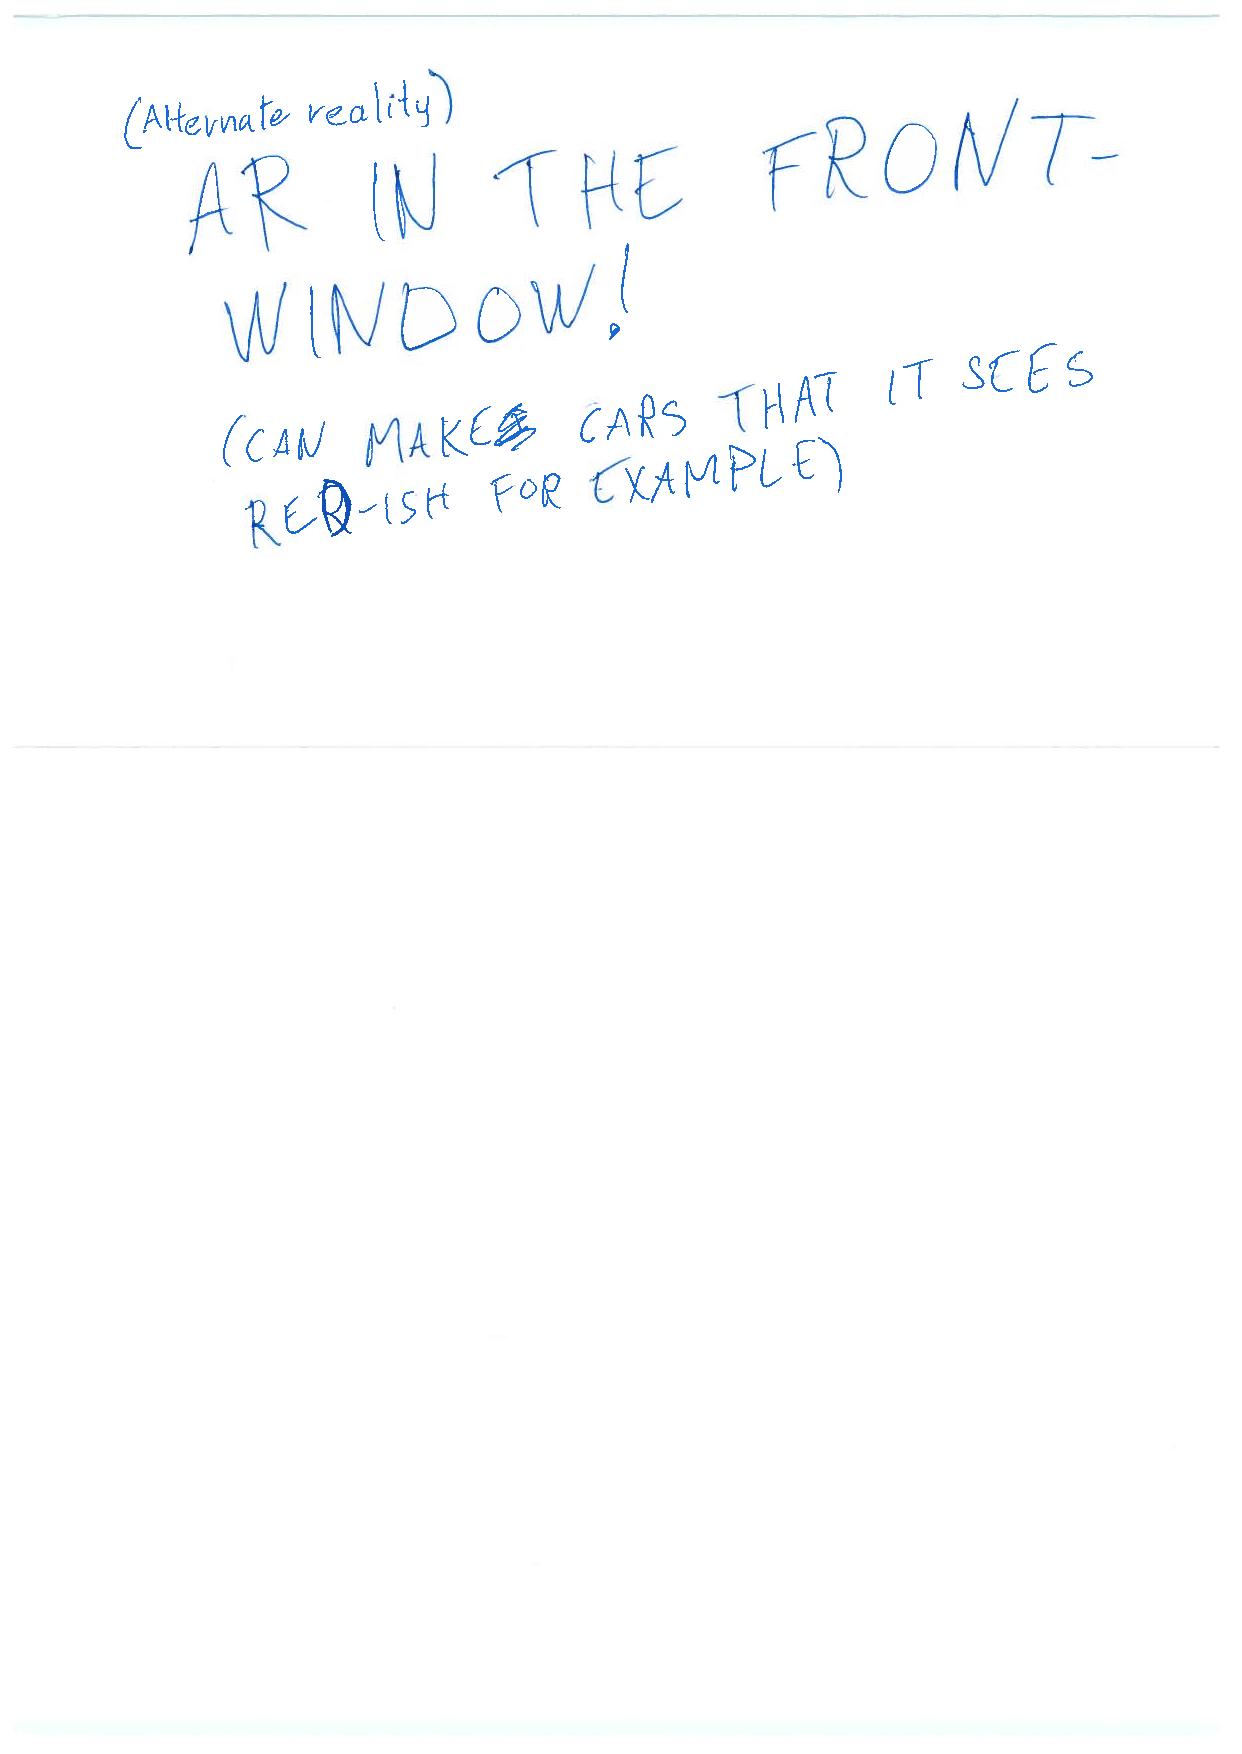 (Alternate reality)
AR IN THE FRONT-
WINDOW!
(CAN MAKE CARS THAT IT SEES
RED-ISH FOR EXAMPLE)